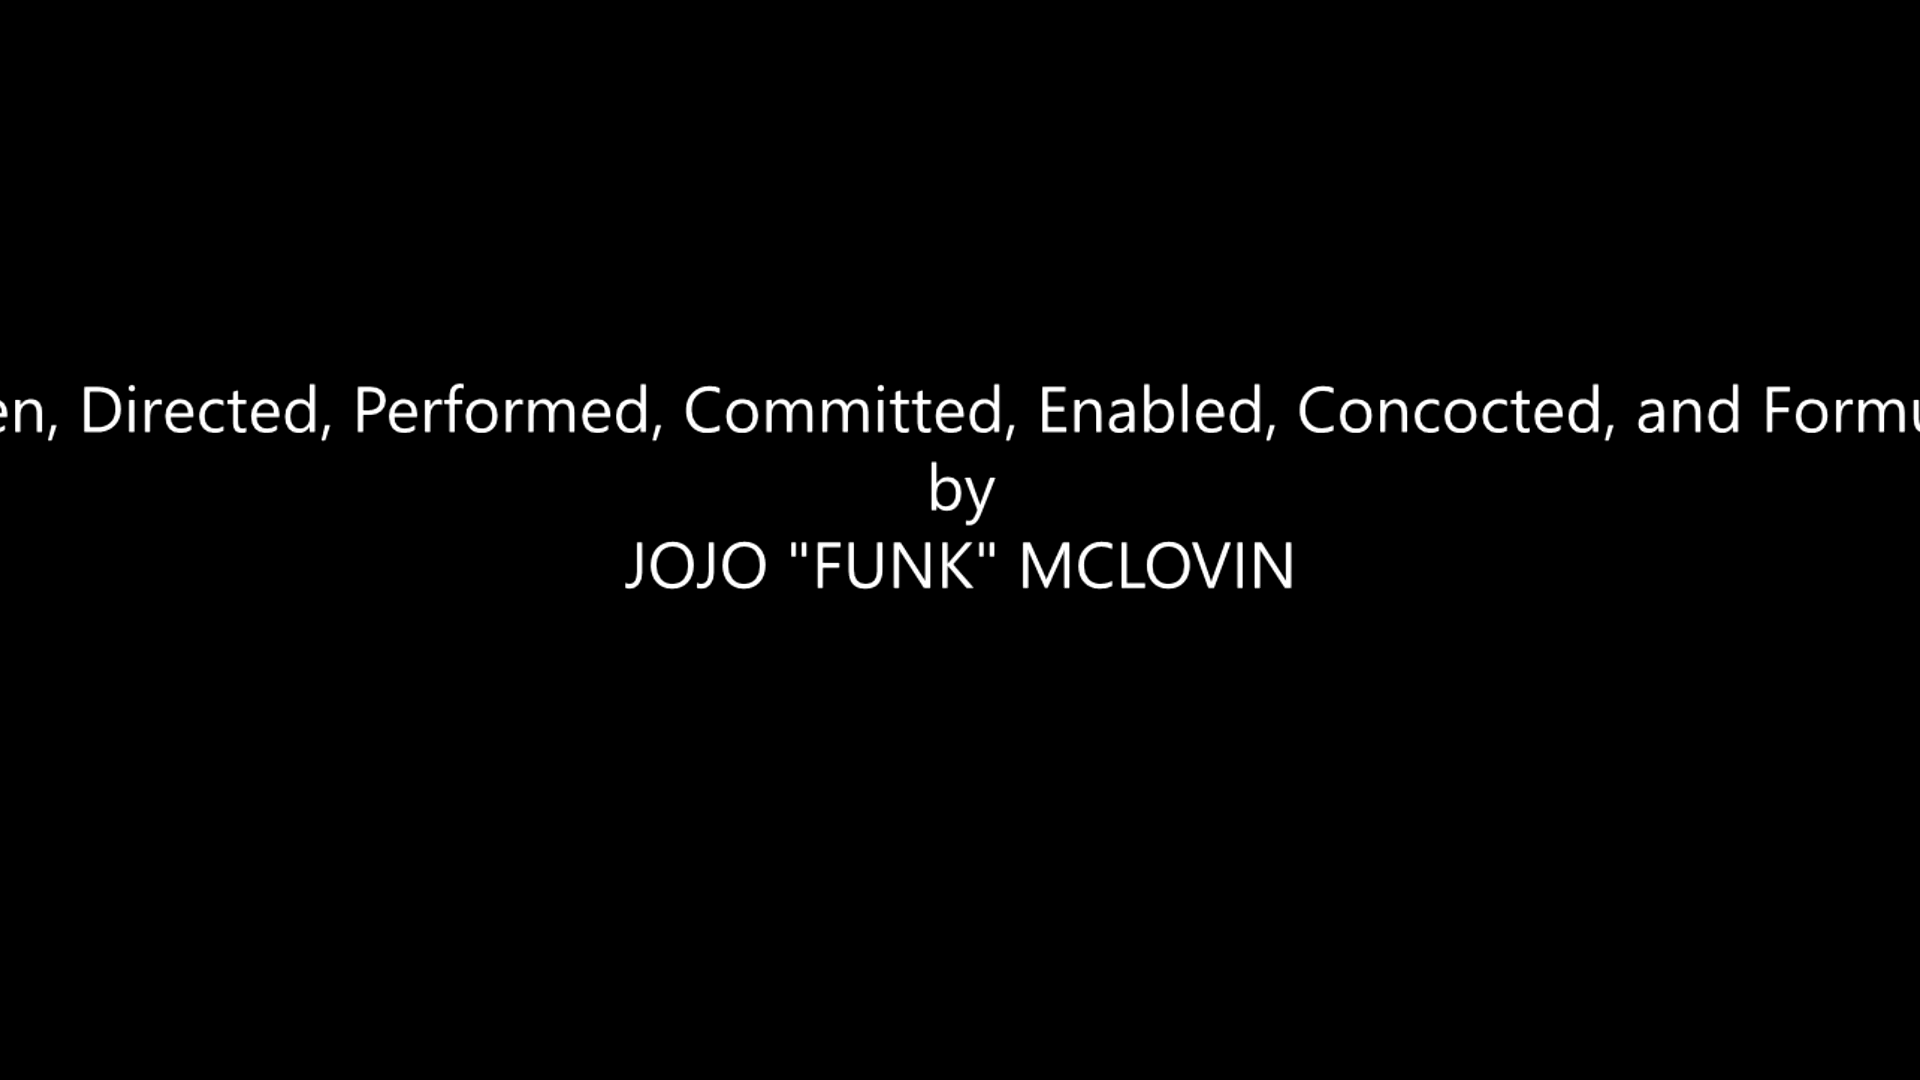 en, Directed, Performed, Committed, Enabled, Concocted, and Formu
by
JOJO "FUNK" MCLOVIN